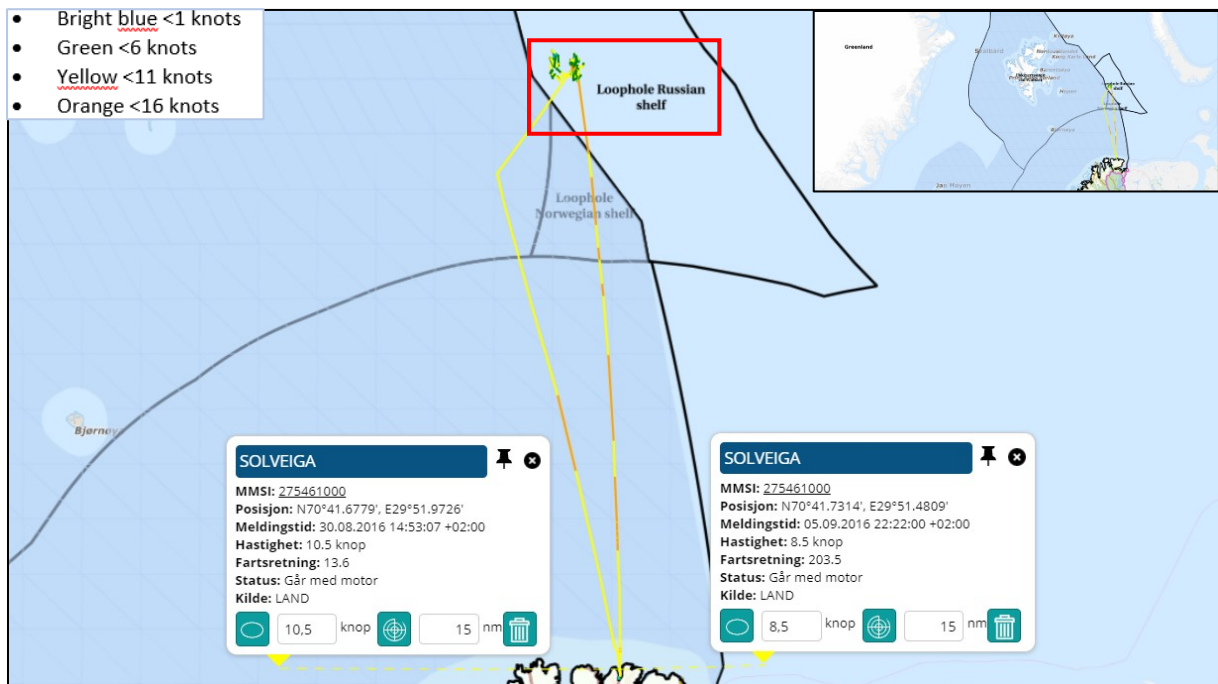 • Bright blue <1 knots
• Green <6 knots
• Yellow <11 knots
• Orange <16 knots
Loophole Russian
shelf
Loophole
Norwegian shelf
Greenland
Svalbard
Kvitøya
Hopen
Bjørnøya
Jan Mayen
Bjørnøy
SOLVEIGA
MMSI: 275461000
Posisjon: N70°41.6779', E29°51.9726'
Meldingstid: 30.08.2016 14:53:07 +02:00
Hastighet: 10.5 knop
Fartsretning: 13.6
Status: Går med motor
Kilde: LAND
10,5 knop 15 nm
SOLVEIGA
MMSI: 275461000
Posisjon: N70°41.7314', E29°51.4809'
Meldingstid: 05.09.2016 22:22:00 +02:00
Hastighet: 8.5 knop
Fartsretning: 203.5
Status: Går med motor
Kilde: LAND
8,5 knop 15 nm